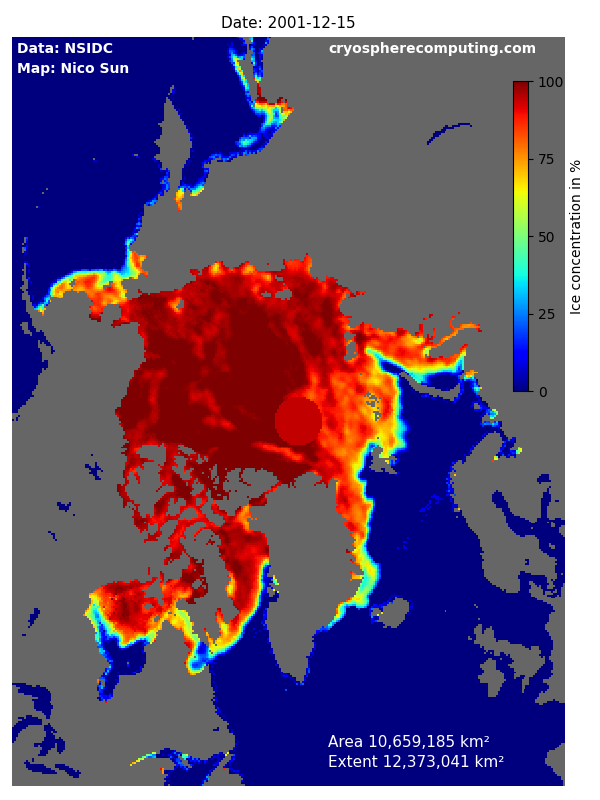 Date: 2001-12-15
Data: NSIDC
Map: Nico Sun
cryospherecomputing.com
100
75
50
25
0
Ice concentration in %
Area 10,659,185 km²
Extent 12,373,041 km²